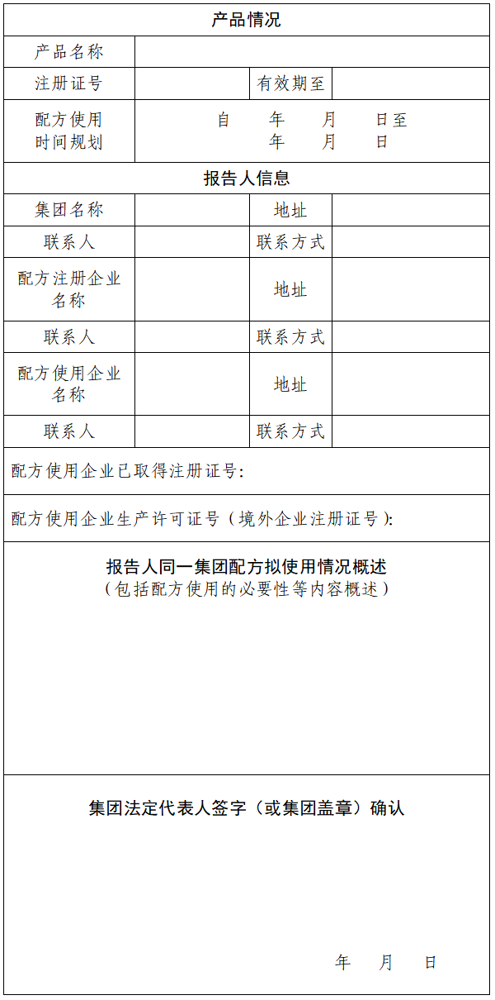 产品情况
产品名称
注册证号 有效期至
配方使用 自 年 月 日至
时间规划 年 月 日
报告人信息
集团名称 地址
联系人 联系方式
配方注册企业
名称 地址
联系人 联系方式
配方使用企业
名称 地址
联系人 联系方式
配方使用企业已取得注册证号：
配方使用企业生产许可证号（境外企业注册证号）：
报告人同一集团配方拟使用情况概述
（包括配方使用的必要性等内容概述）
集团法定代表人签字（或集团盖章）确认
年 月 日